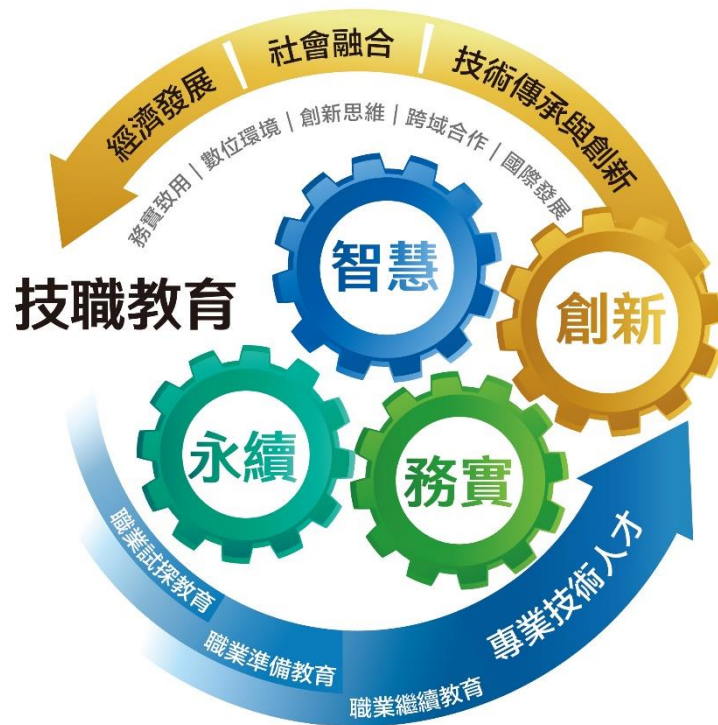 經濟發展 | 社會融合 | 技術傳承與創新
務實致用 | 數位環境 | 創新思維 | 跨域合作 | 國際發展
智慧
創新
技職教育
永續
務實
職業試探教育
職業準備教育
職業繼續教育
專業技術人才